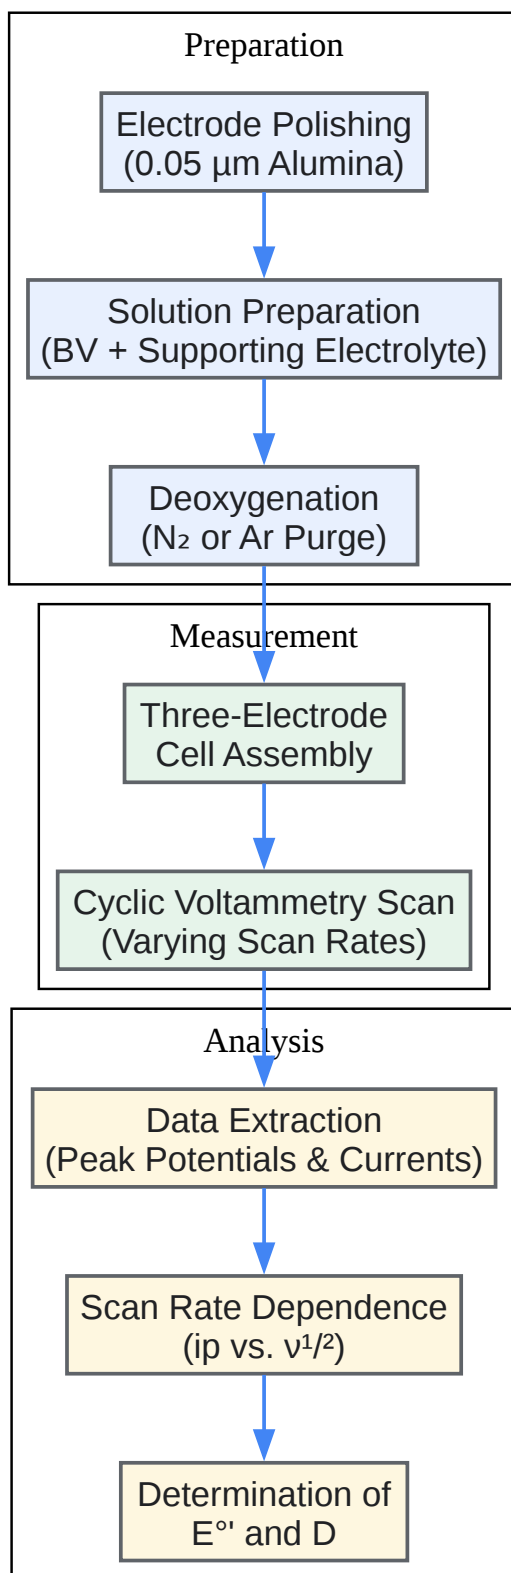 Preparation
Electrode Polishing
(0.05 µm Alumina)
Solution Preparation
(BV + Supporting Electrolyte)
Deoxygenation
(N₂ or Ar Purge)
Measurement
Three-Electrode
Cell Assembly
Cyclic Voltammetry Scan
(Varying Scan Rates)
Analysis
Data Extraction
(Peak Potentials & Currents)
Scan Rate Dependence
(ip vs. ν¹/²)
Determination of
E°' and D